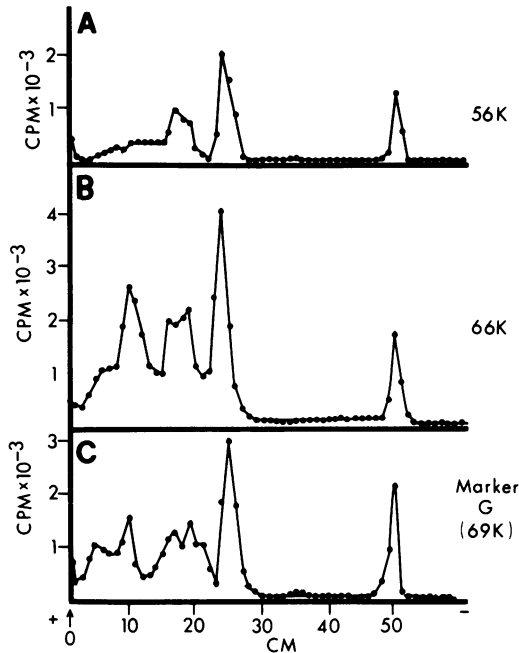 A
CPM×10⁻³
2
1
56K
B
CPM×10⁻³
4
3
2
1
66K
C
CPM×10⁻³
3
2
1
Marker
G
(69K)
+ ↑ −
0 10 20 30 40 50
CM